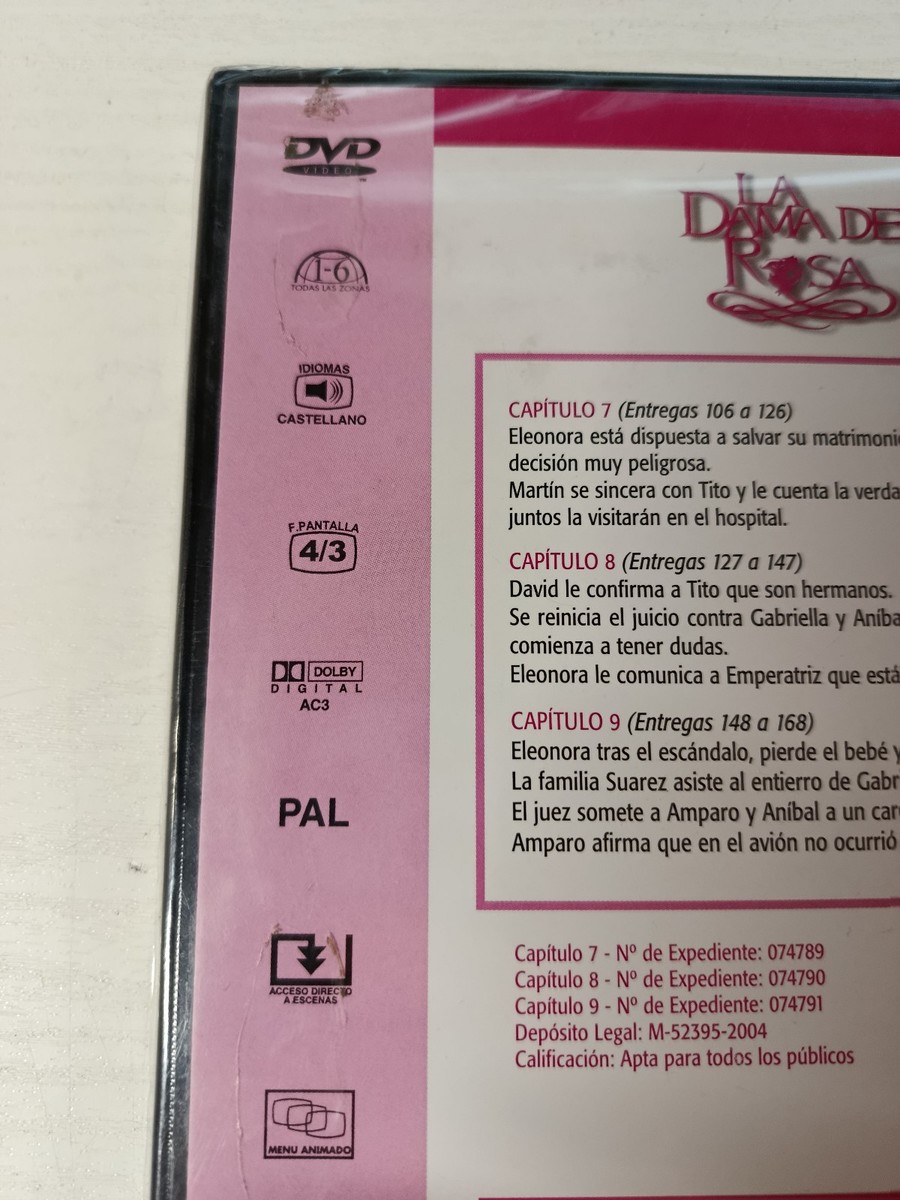 DVD
VIDEO
1-6
TODAS LAS ZONAS
IDIOMAS
CASTELLANO
F.PANTALLA
4/3
DOLBY
DIGITAL
AC3
PAL
ACCESO DIRECTO
A ESCENAS
MENU ANIMADO
LA
DAMA DE
ROSA
CAPÍTULO 7 (Entregas 106 a 126)
Eleonora está dispuesta a salvar su matrimoni
decisión muy peligrosa.
Martín se sincera con Tito y le cuenta la verda
juntos la visitarán en el hospital.
CAPÍTULO 8 (Entregas 127 a 147)
David le confirma a Tito que son hermanos.
Se reinicia el juicio contra Gabriella y Aníba
comienza a tener dudas.
Eleonora le comunica a Emperatriz que está
CAPÍTULO 9 (Entregas 148 a 168)
Eleonora tras el escándalo, pierde el bebé y
La familia Suarez asiste al entierro de Gabr
El juez somete a Amparo y Aníbal a un car
Amparo afirma que en el avión no ocurrió
Capítulo 7 - Nº de Expediente: 074789
Capítulo 8 - Nº de Expediente: 074790
Capítulo 9 - Nº de Expediente: 074791
Depósito Legal: M-52395-2004
Calificación: Apta para todos los públicos